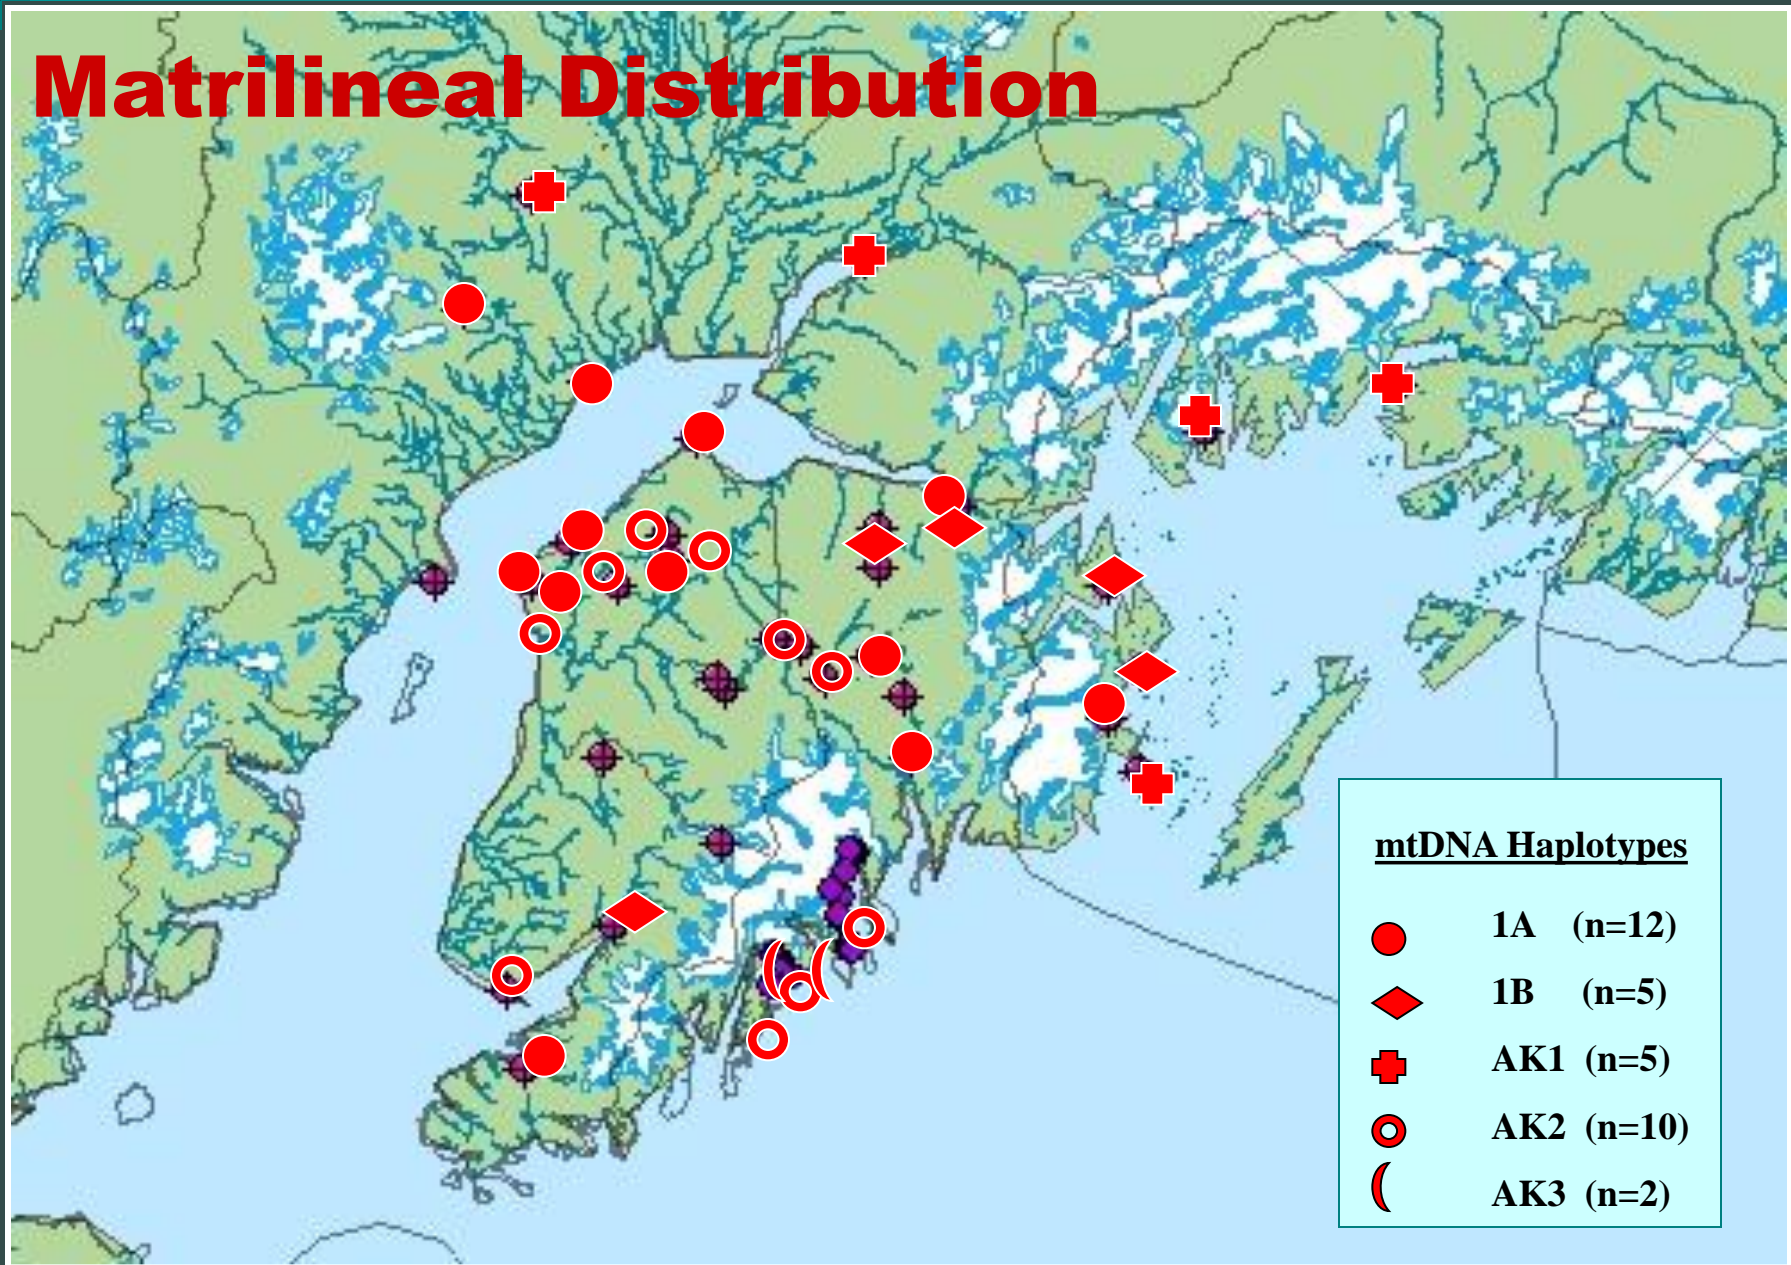 Matrilineal Distribution
mtDNA Haplotypes
1A (n=12)
1B (n=5)
AK1 (n=5)
AK2 (n=10)
AK3 (n=2)